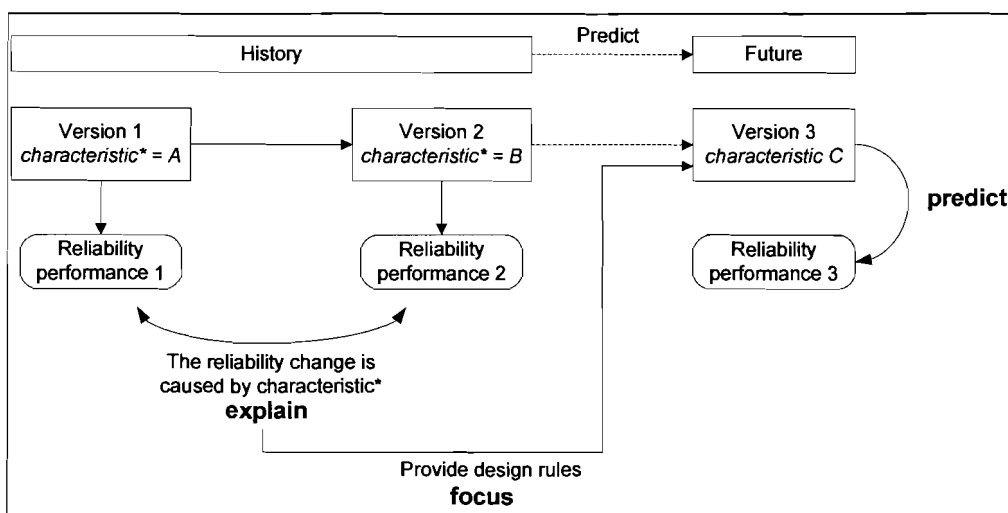 Predict
History
Future
Version 1
characteristic* = A
Version 2
characteristic* = B
Version 3
characteristic C
predict
Reliability
performance 1
Reliability
performance 2
Reliability
performance 3
The reliability change is
caused by characteristic*
explain
Provide design rules
focus